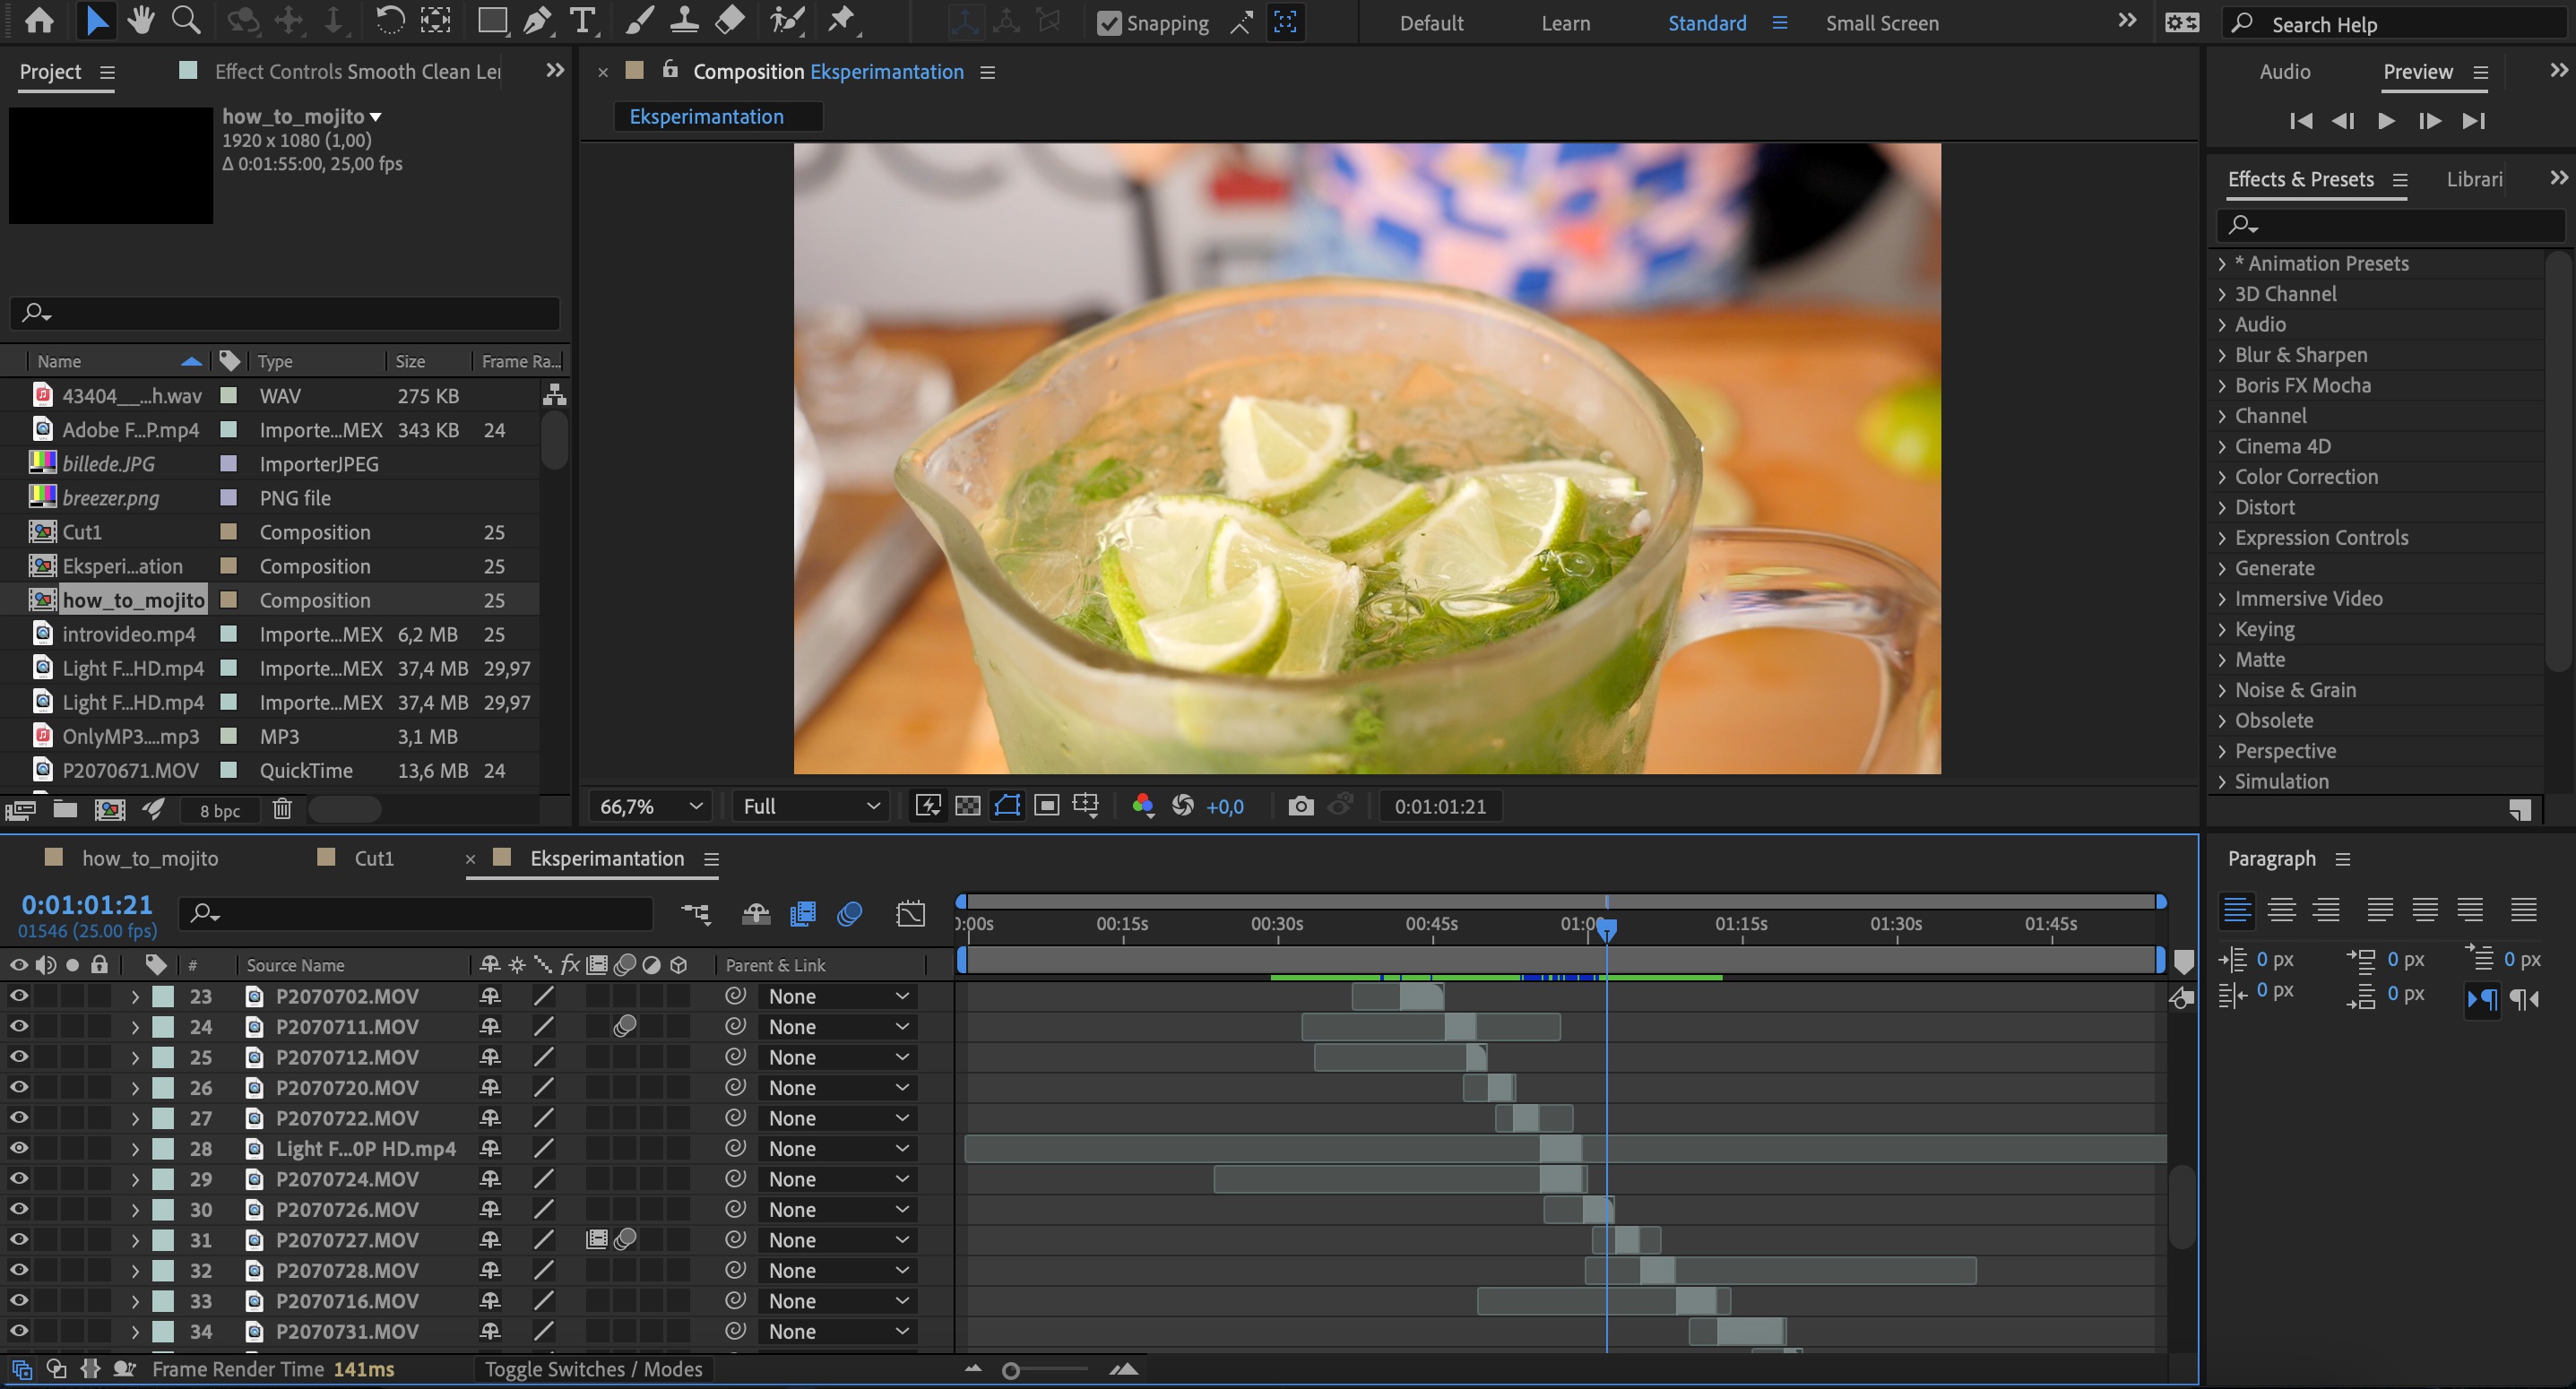 Snapping
Default
Learn
Standard
Small Screen
Search Help
Project
Effect Controls Smooth Clean Ler
how_to_mojito
1920 x 1080 (1,00)
Δ 0:01:55:00, 25,00 fps
Name
Type
Size
Frame Ra...
43404__...h.wav WAV 275 KB
Adobe F...P.mp4 Importe...MEX 343 KB 24
billede.JPG ImporterJPEG
breezer.png PNG file
Cut1 Composition 25
Eksperi...ation Composition 25
how_to_mojito Composition 25
introvideo.mp4 Importe...MEX 6,2 MB 25
Light F...HD.mp4 Importe...MEX 37,4 MB 29,97
Light F...HD.mp4 Importe...MEX 37,4 MB 29,97
OnlyMP3....mp3 MP3 3,1 MB
P2070671.MOV QuickTime 13,6 MB 24
8 bpc
Composition Eksperimantation
Eksperimantation
66,7%
Full
+0,0
0:01:01:21
Audio
Preview
Effects & Presets
Librari
* Animation Presets
3D Channel
Audio
Blur & Sharpen
Boris FX Mocha
Channel
Cinema 4D
Color Correction
Distort
Expression Controls
Generate
Immersive Video
Keying
Matte
Noise & Grain
Obsolete
Perspective
Simulation
how_to_mojito
Cut1
Eksperimantation
0:01:01:21
01546 (25.00 fps)
0:00s 00:15s 00:30s 00:45s 01:0 01:15s 01:30s 01:45s
# Source Name fx Parent & Link
23 P2070702.MOV None
24 P2070711.MOV None
25 P2070712.MOV None
26 P2070720.MOV None
27 P2070722.MOV None
28 Light F...0P HD.mp4 None
29 P2070724.MOV None
30 P2070726.MOV None
31 P2070727.MOV None
32 P2070728.MOV None
33 P2070716.MOV None
34 P2070731.MOV None
Frame Render Time 141ms
Toggle Switches / Modes
Paragraph
0 px 0 px 0 px
0 px 0 px